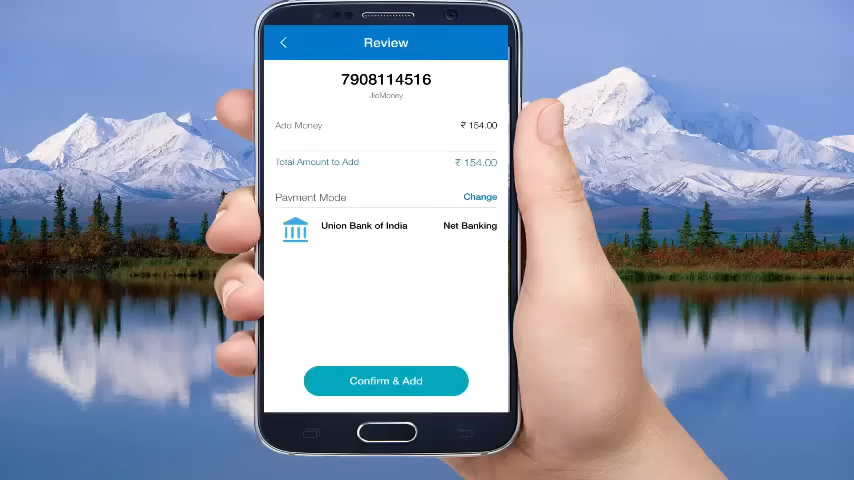 Review
7908114516
JioMoney
Add Money ₹ 154.00
Total Amount to Add ₹ 154.00
Payment Mode Change
Union Bank of India Net Banking
Confirm & Add